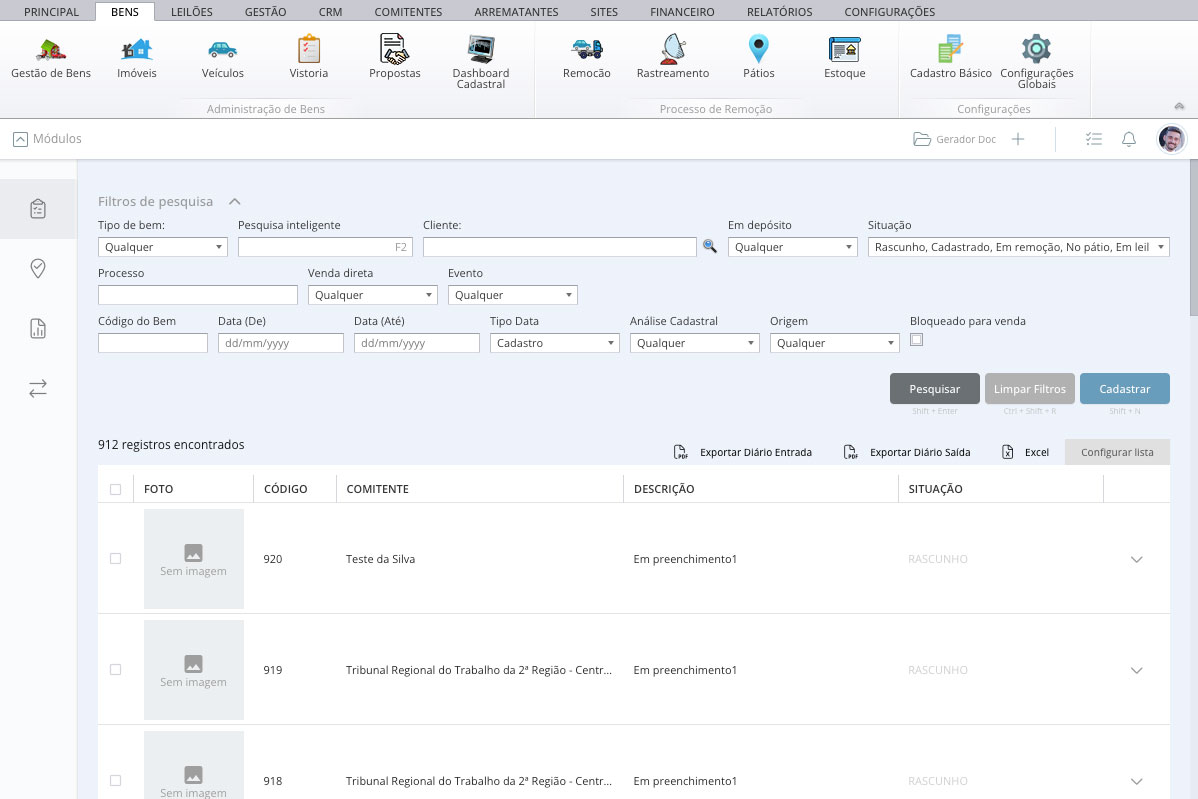 PRINCIPAL BENS LEILÕES GESTÃO CRM COMITENTES ARREMATANTES SITES FINANCEIRO RELATÓRIOS CONFIGURAÇÕES
Gestão de Bens Imóveis Veículos Vistoria Propostas Dashboard Cadastral Remocão Rastreamento Pátios Estoque Cadastro Básico Configurações Globais
Administração de Bens Processo de Remoção Configurações
Módulos Gerador Doc
Filtros de pesquisa
Tipo de bem: Pesquisa inteligente Cliente: Em depósito Situação
Qualquer F2 Qualquer Rascunho, Cadastrado, Em remoção, No pátio, Em leil
Processo Venda direta Evento
Qualquer Qualquer
Código do Bem Data (De) Data (Até) Tipo Data Análise Cadastral Origem Bloqueado para venda
dd/mm/yyyy dd/mm/yyyy Cadastro Qualquer Qualquer
Pesquisar Limpar Filtros Cadastrar
Shift + Enter Ctrl + Shift + R Shift + N
912 registros encontrados
Exportar Diário Entrada Exportar Diário Saída Excel Configurar lista
FOTO CÓDIGO COMITENTE DESCRIÇÃO SITUAÇÃO
Sem imagem 920 Teste da Silva Em preenchimento1 RASCUNHO
Sem imagem 919 Tribunal Regional do Trabalho da 2ª Região - Centr... Em preenchimento1 RASCUNHO
Sem imagem 918 Tribunal Regional do Trabalho da 2ª Região - Centr... Em preenchimento1 RASCUNHO